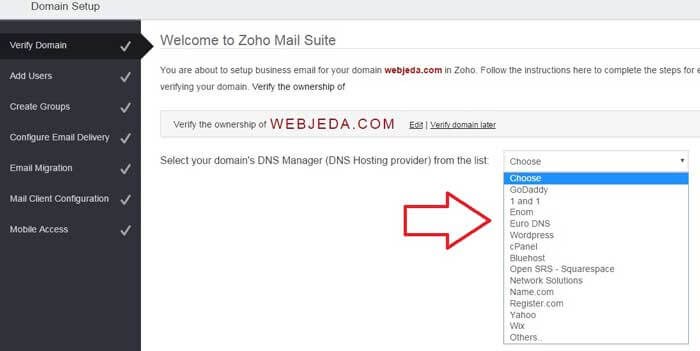 Domain Setup
Verify Domain
Add Users
Create Groups
Configure Email Delivery
Email Migration
Mail Client Configuration
Mobile Access
Welcome to Zoho Mail Suite
You are about to setup business email for your domain webjeda.com in Zoho. Follow the instructions here to complete the steps for
verifying your domain. Verify the ownership of
Verify the ownership of WEBJEDA.COM Edit | Verify domain later
Select your domain's DNS Manager (DNS Hosting provider) from the list
Choose
Choose
GoDaddy
1 and 1
Enom
Euro DNS
Wordpress
cPanel
Bluehost
Open SRS - Squarespace
Network Solutions
Name.com
Register.com
Yahoo
Wix
Others..